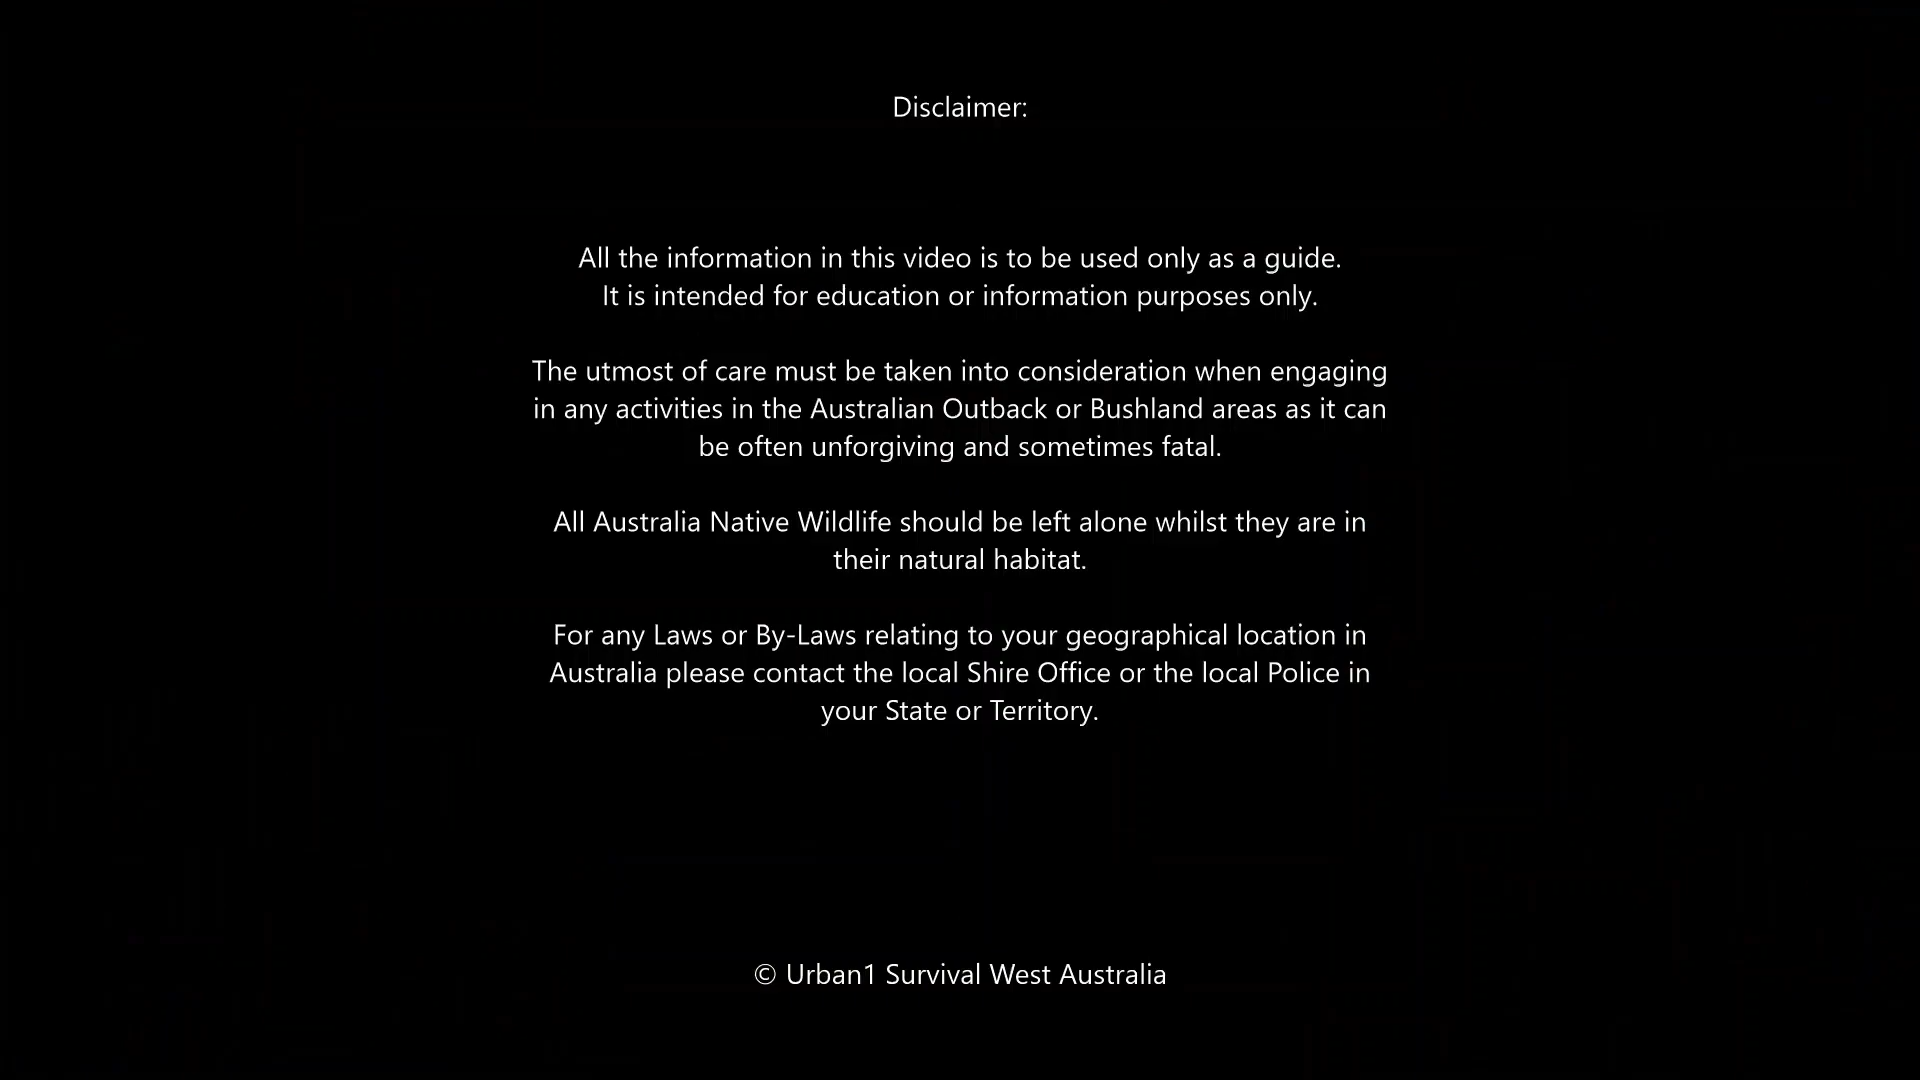 Disclaimer:
All the information in this video is to be used only as a guide.
It is intended for education or information purposes only.
The utmost of care must be taken into consideration when engaging
in any activities in the Australian Outback or Bushland areas as it can
be often unforgiving and sometimes fatal.
All Australia Native Wildlife should be left alone whilst they are in
their natural habitat.
For any Laws or By-Laws relating to your geographical location in
Australia please contact the local Shire Office or the local Police in
your State or Territory.
© Urban1 Survival West Australia